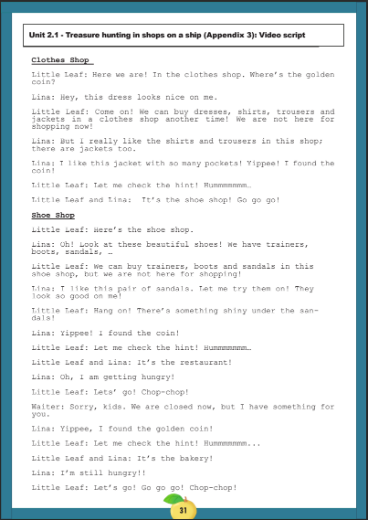 Unit 2.1 - Treasure hunting in shops on a ship (Appendix 3): Video script
Clothes Shop
Little Leaf: Here we are! In the clothes shop. Where's the golden
coin?
Lina: Hey, this dress looks nice on me.
Little Leaf: Come on! We can buy dresses, shirts, trousers and
jackets in a clothes shop another time! We are not here for
shopping now!
Lina: But I really like the shirts and trousers in this shop;
there are jackets too.
Lina: I like this jacket with so many pockets! Yippee! I found the
coin!
Little Leaf: Let me check the hint! Hummmmmmm…
Little Leaf and Lina: It's the shoe shop! Go go go!
Shoe Shop
Little Leaf: Here's the shoe shop.
Lina: Oh! Look at these beautiful shoes! We have trainers,
boots, sandals, …
Little Leaf: We can buy trainers, boots and sandals in this
shoe shop, but we are not here for shopping!
Lina: I like this pair of sandals. Let me try them on! They
look so good on me!
Little Leaf: Hang on! There's something shiny under the san-
dals!
Lina: Yippee! I found the coin!
Little Leaf: Let me check the hint! Hummmmmmm…
Little Leaf and Lina: It's the restaurant!
Lina: Oh, I am getting hungry!
Little Leaf: Lets' go! Chop-chop!
Waiter: Sorry, kids. We are closed now, but I have something for
you.
Lina: Yippee, I found the golden coin!
Little Leaf: Let me check the hint! Hummmmmmm...
Little Leaf and Lina: It's the bakery!
Lina: I'm still hungry!!
Little Leaf: Let's go! Go go go! Chop-chop!
31